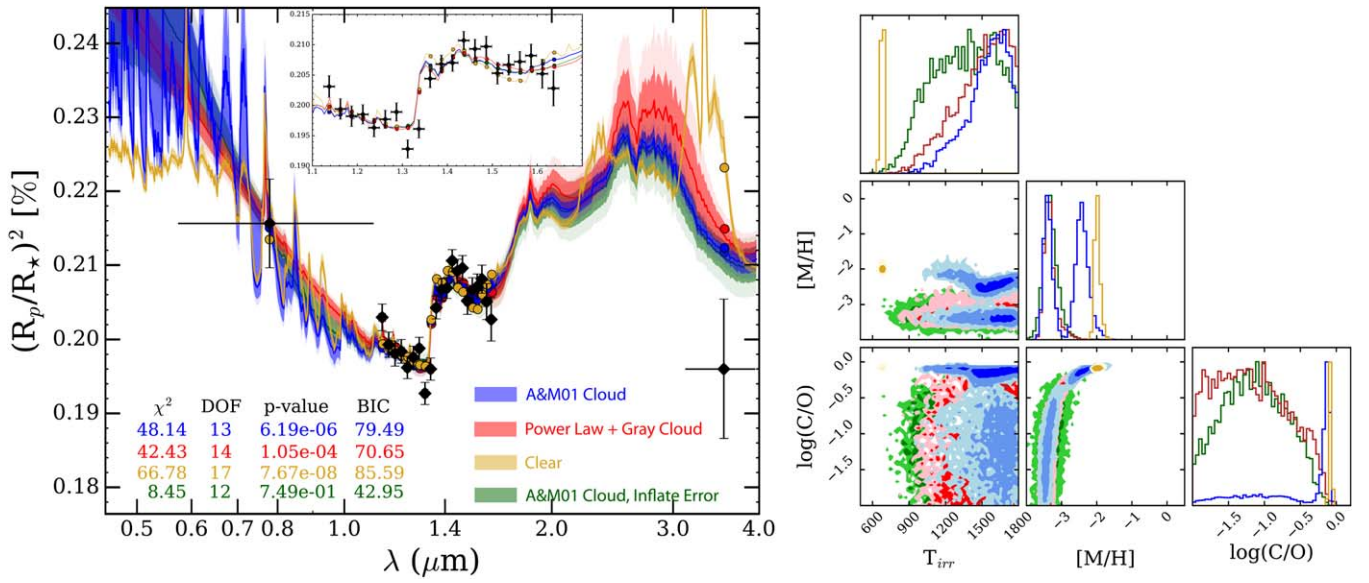 0.24
0.23
0.22
0.21
0.20
0.19
0.18
(R_p/R_⋆)² [%]
0.215
0.210
0.205
0.200
0.195
0.190
1.1 1.2 1.3 1.4 1.5 1.6
χ² DOF p-value BIC
48.14 13 6.19e-06 79.49
42.43 14 1.05e-04 70.65
66.78 17 7.67e-08 85.59
8.45 12 7.49e-01 42.95
A&M01 Cloud
Power Law + Gray Cloud
Clear
A&M01 Cloud, Inflate Error
0.5 0.6 0.7 0.8 1.0 1.4 2.0 3.0 4.0
λ (μm)
[M/H]
0
−1
−2
−3
log(C/O)
0.0
−0.5
−1.0
−1.5
600 900 1200 1500 1800
T_irr
−3 −2 −1 0
[M/H]
−1.5 −1.0 −0.5 0.0
log(C/O)